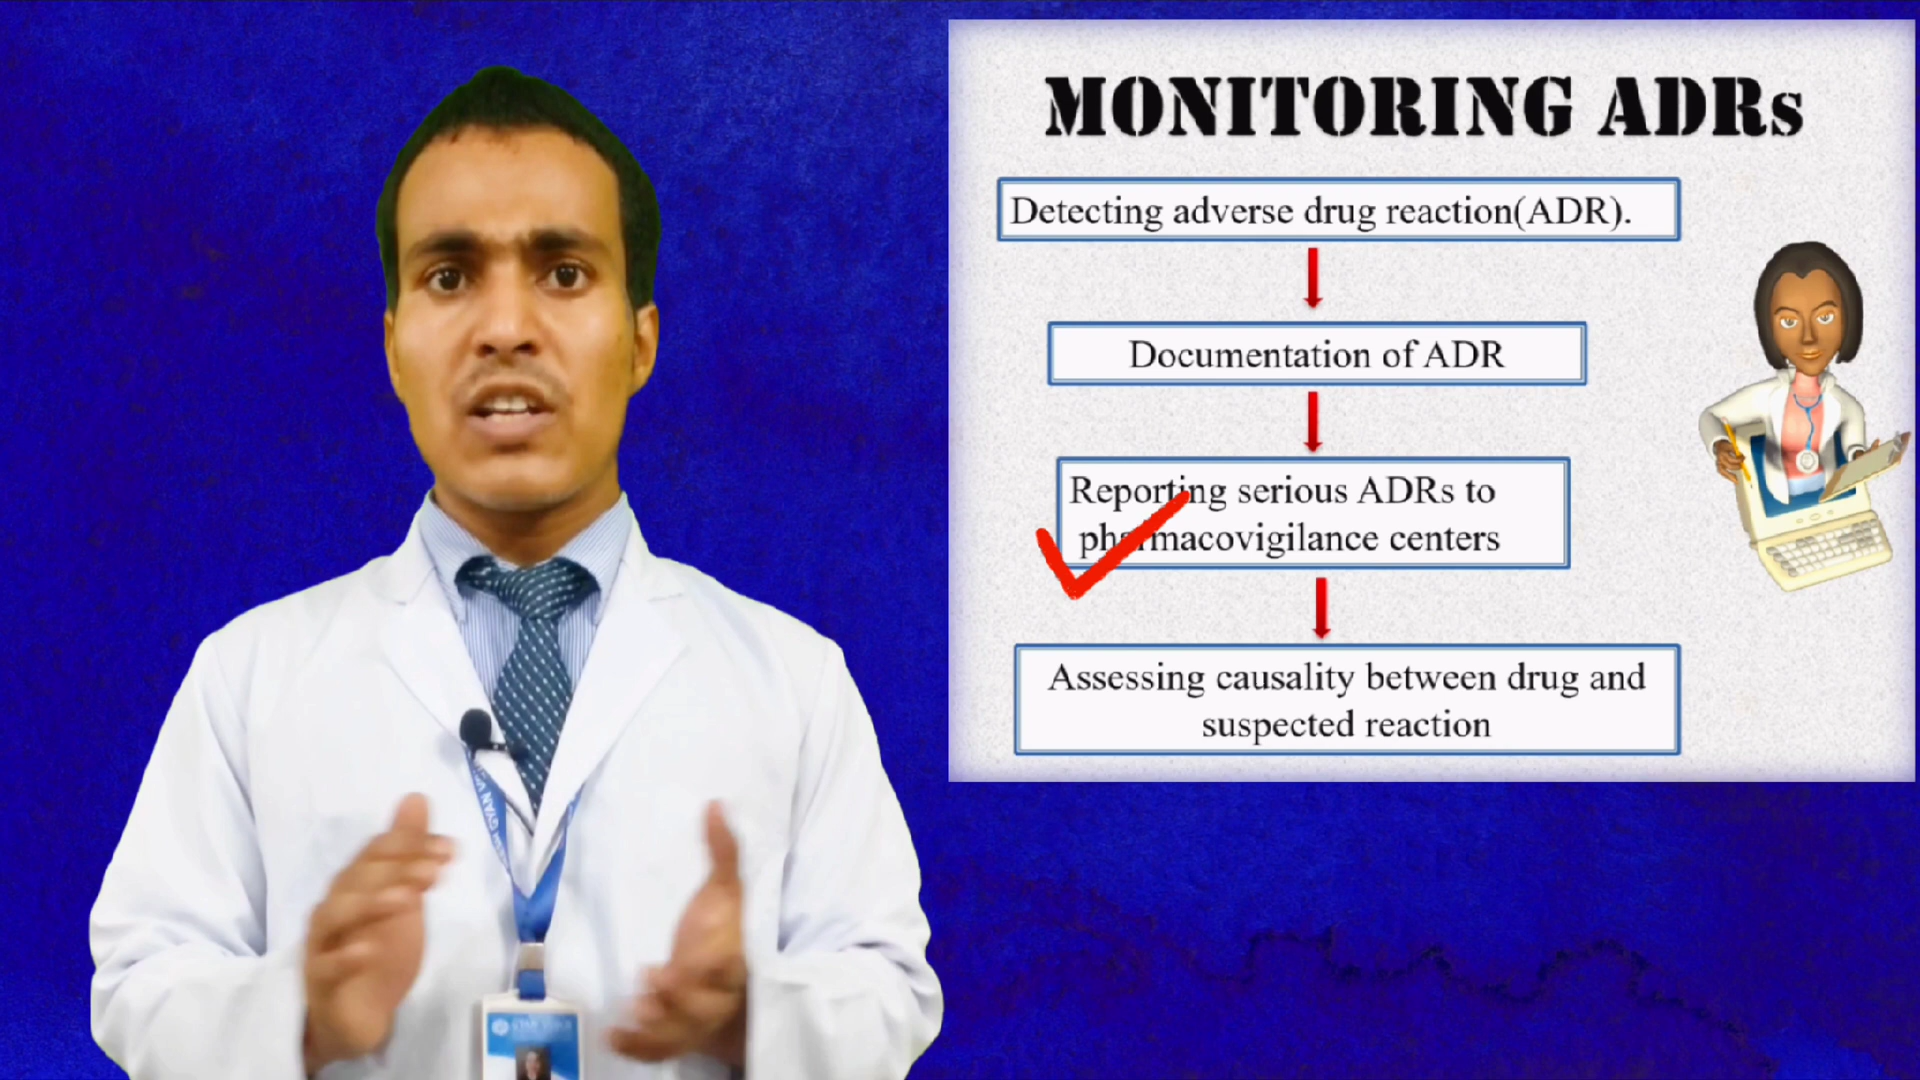 MONITORING ADRs
Detecting adverse drug reaction(ADR).
Documentation of ADR
Reporting serious ADRs to
pharmacovigilance centers
Assessing causality between drug and
suspected reaction